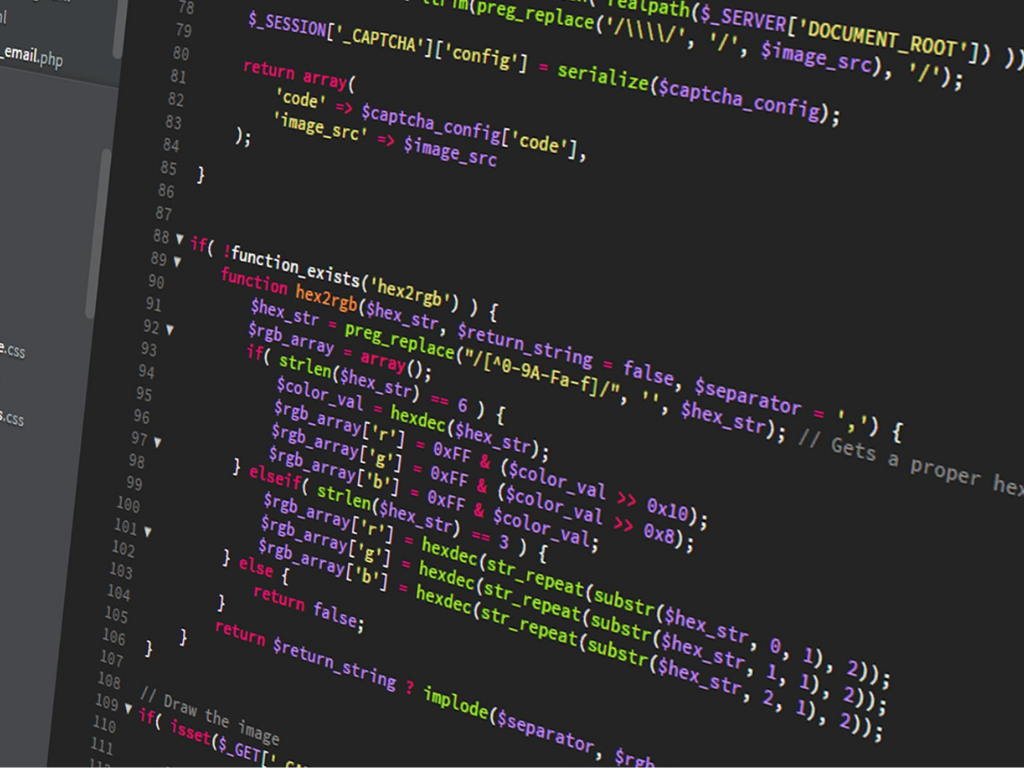 78
ltrim(preg_replace('/\\\\/', '/', $image_src), '/');
realpath($_SERVER['DOCUMENT_ROOT']) ))
79
$_SESSION['_CAPTCHA']['config'] = serialize($captcha_config);
80
81 return array(
82 'code' => $captcha_config['code'],
83 'image_src' => $image_src
84 );
85 }
86
87
88 if( !function_exists('hex2rgb') ) {
89 function hex2rgb($hex_str, $return_string = false, $separator = ',') {
90 $hex_str = preg_replace("/[^0-9A-Fa-f]/", '', $hex_str); // Gets a proper hex
91 $rgb_array = array();
92 if( strlen($hex_str) == 6 ) {
93 $color_val = hexdec($hex_str);
94 $rgb_array['r'] = 0xFF & ($color_val >> 0x10);
95 $rgb_array['g'] = 0xFF & ($color_val >> 0x8);
96 $rgb_array['b'] = 0xFF & $color_val;
97 } elseif( strlen($hex_str) == 3 ) {
98 $rgb_array['r'] = hexdec(str_repeat(substr($hex_str, 0, 1), 2));
99 $rgb_array['g'] = hexdec(str_repeat(substr($hex_str, 1, 1), 2));
100 $rgb_array['b'] = hexdec(str_repeat(substr($hex_str, 2, 1), 2));
101 } else {
102 return false;
103 }
104 return $return_string ? implode($separator, $rgb
105 }
106 }
107
108 // Draw the image
109 if( isset($_GET['
110
111
_email.php
.css
.css